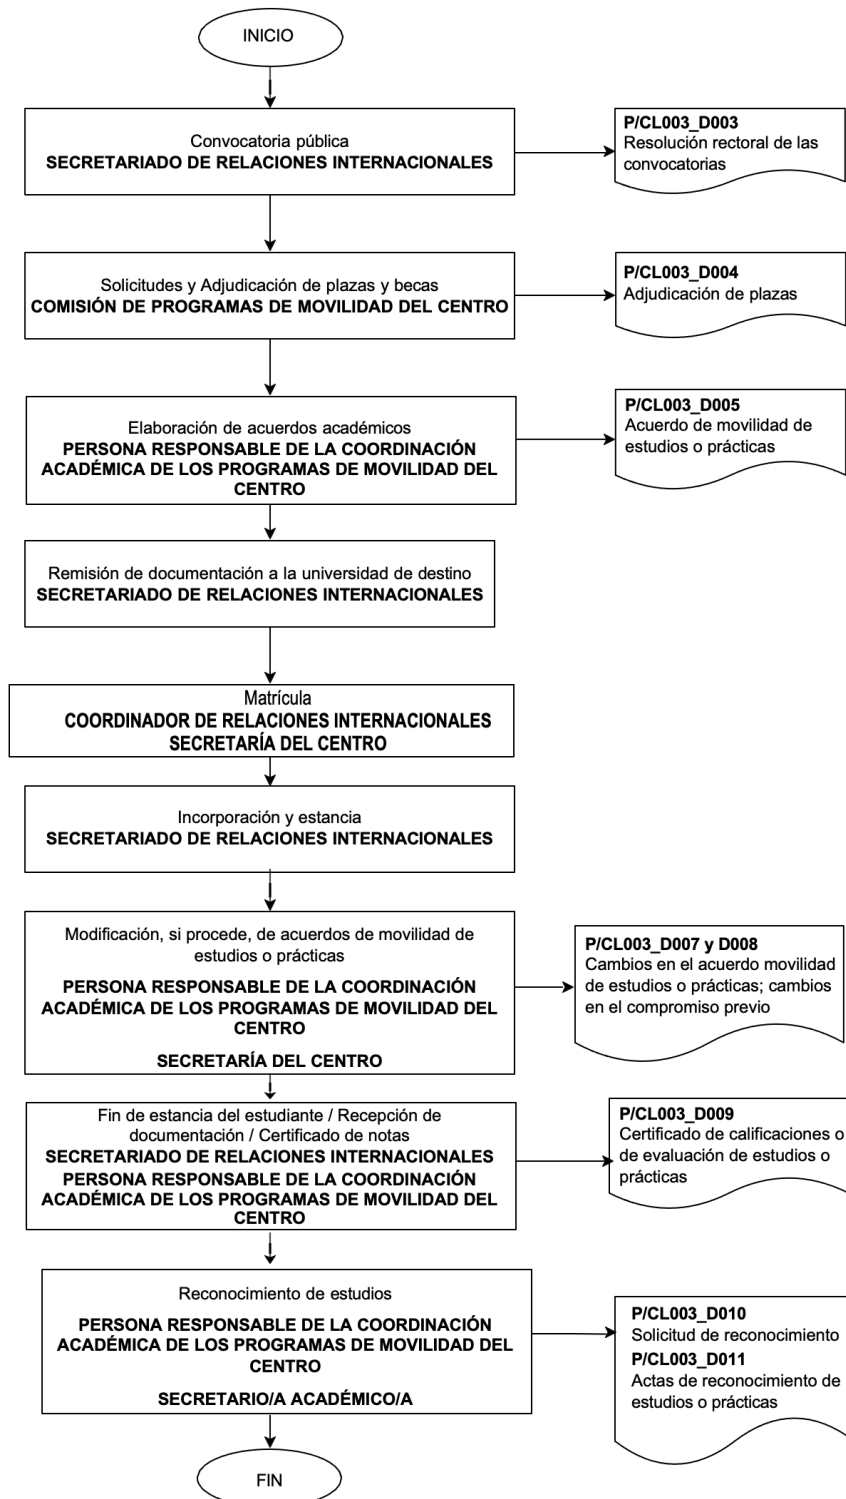 INICIO
Convocatoria pública
SECRETARIADO DE RELACIONES INTERNACIONALES
P/CL003_D003
Resolución rectoral de las
convocatorias
Solicitudes y Adjudicación de plazas y becas
COMISIÓN DE PROGRAMAS DE MOVILIDAD DEL CENTRO
P/CL003_D004
Adjudicación de plazas
Elaboración de acuerdos académicos
PERSONA RESPONSABLE DE LA COORDINACIÓN
ACADÉMICA DE LOS PROGRAMAS DE MOVILIDAD DEL
CENTRO
P/CL003_D005
Acuerdo de movilidad de
estudios o prácticas
Remisión de documentación a la universidad de destino
SECRETARIADO DE RELACIONES INTERNACIONALES
Matrícula
COORDINADOR DE RELACIONES INTERNACIONALES
SECRETARÍA DEL CENTRO
Incorporación y estancia
SECRETARIADO DE RELACIONES INTERNACIONALES
Modificación, si procede, de acuerdos de movilidad de
estudios o prácticas
PERSONA RESPONSABLE DE LA COORDINACIÓN
ACADÉMICA DE LOS PROGRAMAS DE MOVILIDAD DEL
CENTRO
SECRETARÍA DEL CENTRO
P/CL003_D007 y D008
Cambios en el acuerdo movilidad
de estudios o prácticas; cambios
en el compromiso previo
Fin de estancia del estudiante / Recepción de
documentación / Certificado de notas
SECRETARIADO DE RELACIONES INTERNACIONALES
PERSONA RESPONSABLE DE LA COORDINACIÓN
ACADÉMICA DE LOS PROGRAMAS DE MOVILIDAD DEL
CENTRO
P/CL003_D009
Certificado de calificaciones o
de evaluación de estudios o
prácticas
Reconocimiento de estudios
PERSONA RESPONSABLE DE LA COORDINACIÓN
ACADÉMICA DE LOS PROGRAMAS DE MOVILIDAD DEL
CENTRO
SECRETARIO/A ACADÉMICO/A
P/CL003_D010
Solicitud de reconocimiento
P/CL003_D011
Actas de reconocimiento de
estudios o prácticas
FIN